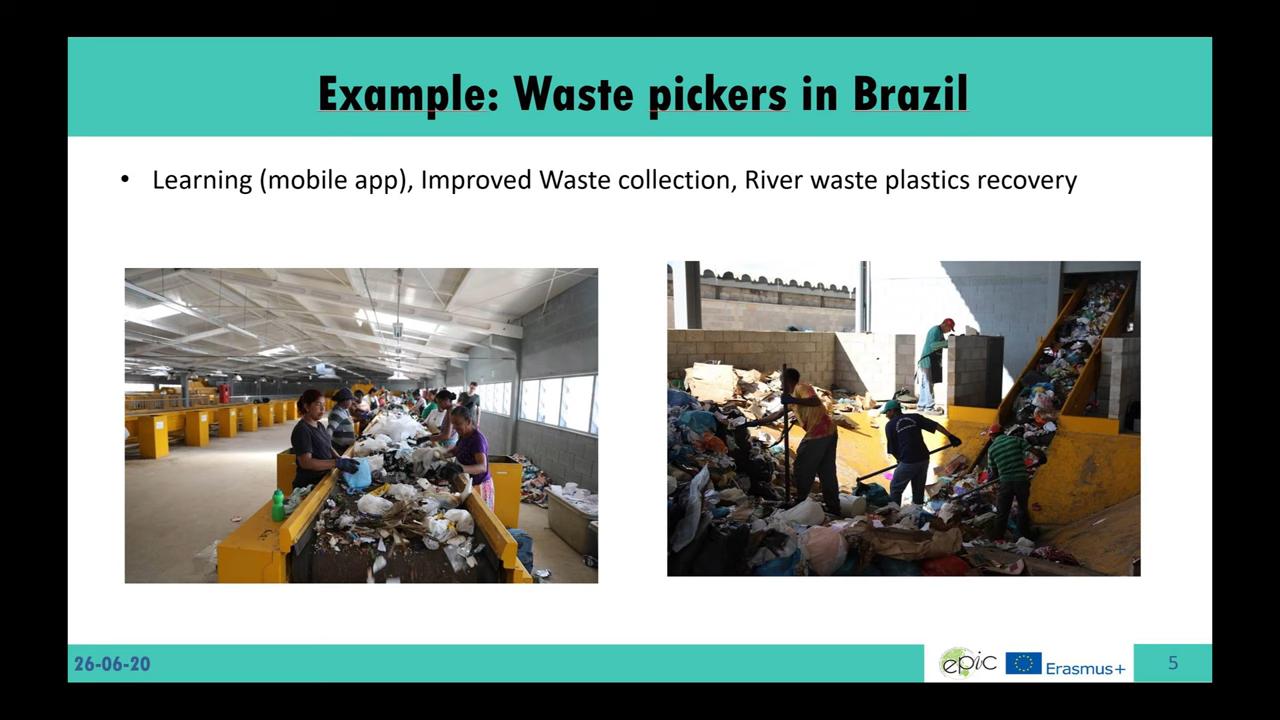 Example: Waste pickers in Brazil
• Learning (mobile app), Improved Waste collection, River waste plastics recovery
26-06-20
epic
Erasmus+
5